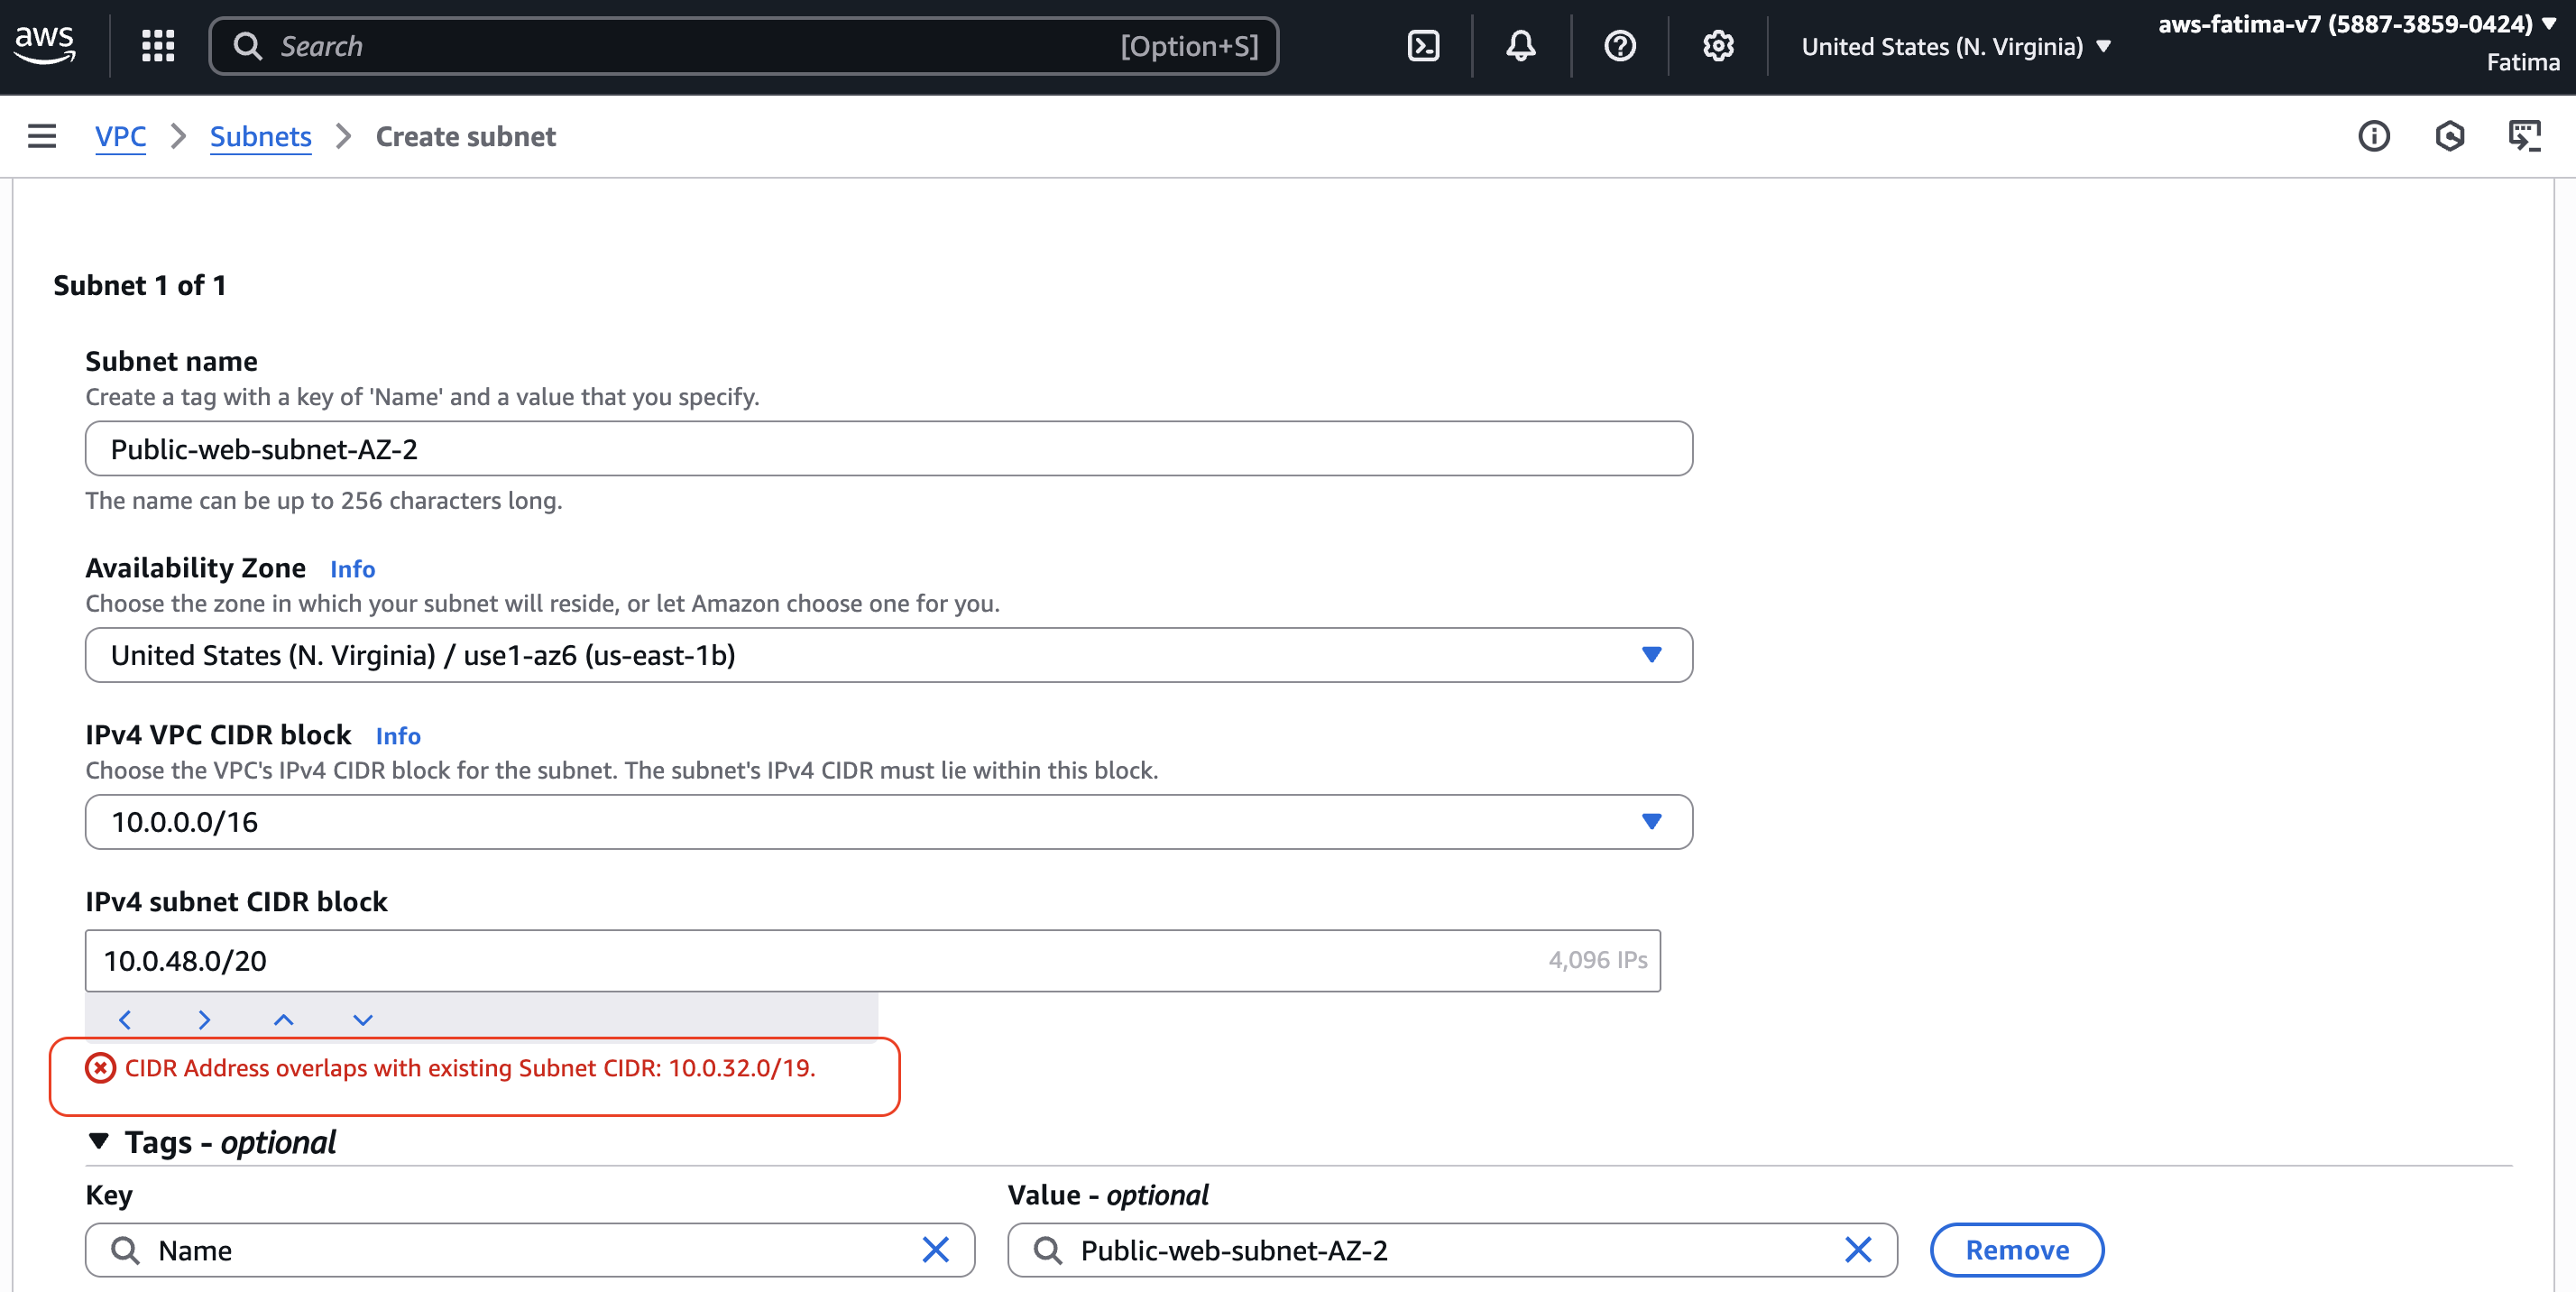 aws
Search
[Option+S]
United States (N. Virginia)
aws-fatima-v7 (5887-3859-0424)
Fatima
VPC
Subnets
Create subnet
Subnet 1 of 1
Subnet name
Create a tag with a key of 'Name' and a value that you specify.
Public-web-subnet-AZ-2
The name can be up to 256 characters long.
Availability Zone Info
Choose the zone in which your subnet will reside, or let Amazon choose one for you.
United States (N. Virginia) / use1-az6 (us-east-1b)
IPv4 VPC CIDR block Info
Choose the VPC's IPv4 CIDR block for the subnet. The subnet's IPv4 CIDR must lie within this block.
10.0.0.0/16
IPv4 subnet CIDR block
10.0.48.0/20
4,096 IPs
CIDR Address overlaps with existing Subnet CIDR: 10.0.32.0/19.
Tags - optional
Key
Value - optional
Name
Public-web-subnet-AZ-2
Remove